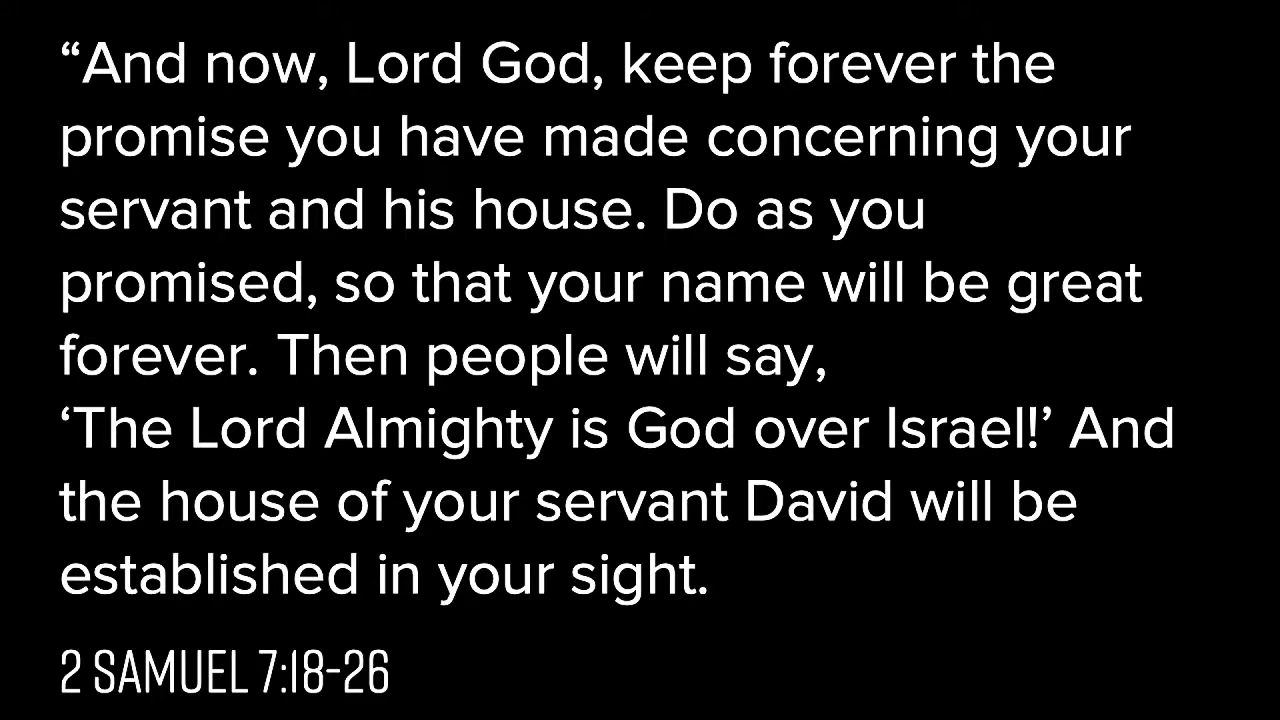 “And now, Lord God, keep forever the
promise you have made concerning your
servant and his house. Do as you
promised, so that your name will be great
forever. Then people will say,
‘The Lord Almighty is God over Israel!’ And
the house of your servant David will be
established in your sight.
2 SAMUEL 7:18-26